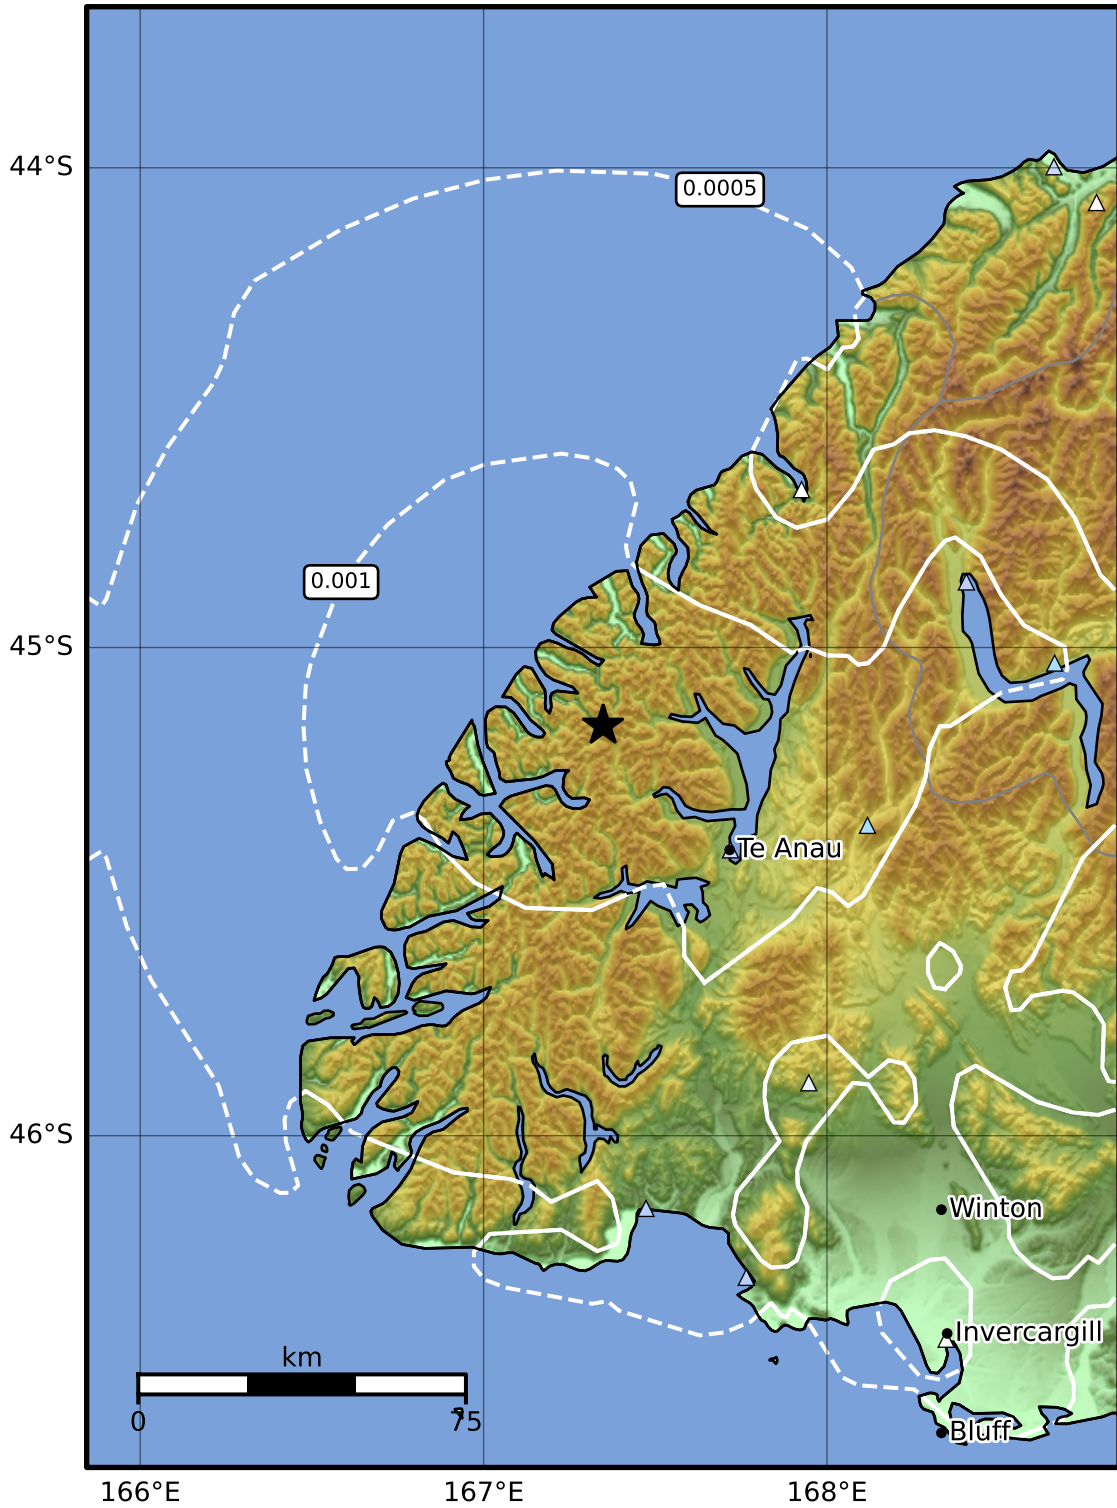 44°S
0.0005
0.001
45°S
Te Anau
46°S
Winton
Invercargill
km
0 75
Bluff
166°E 167°E 168°E